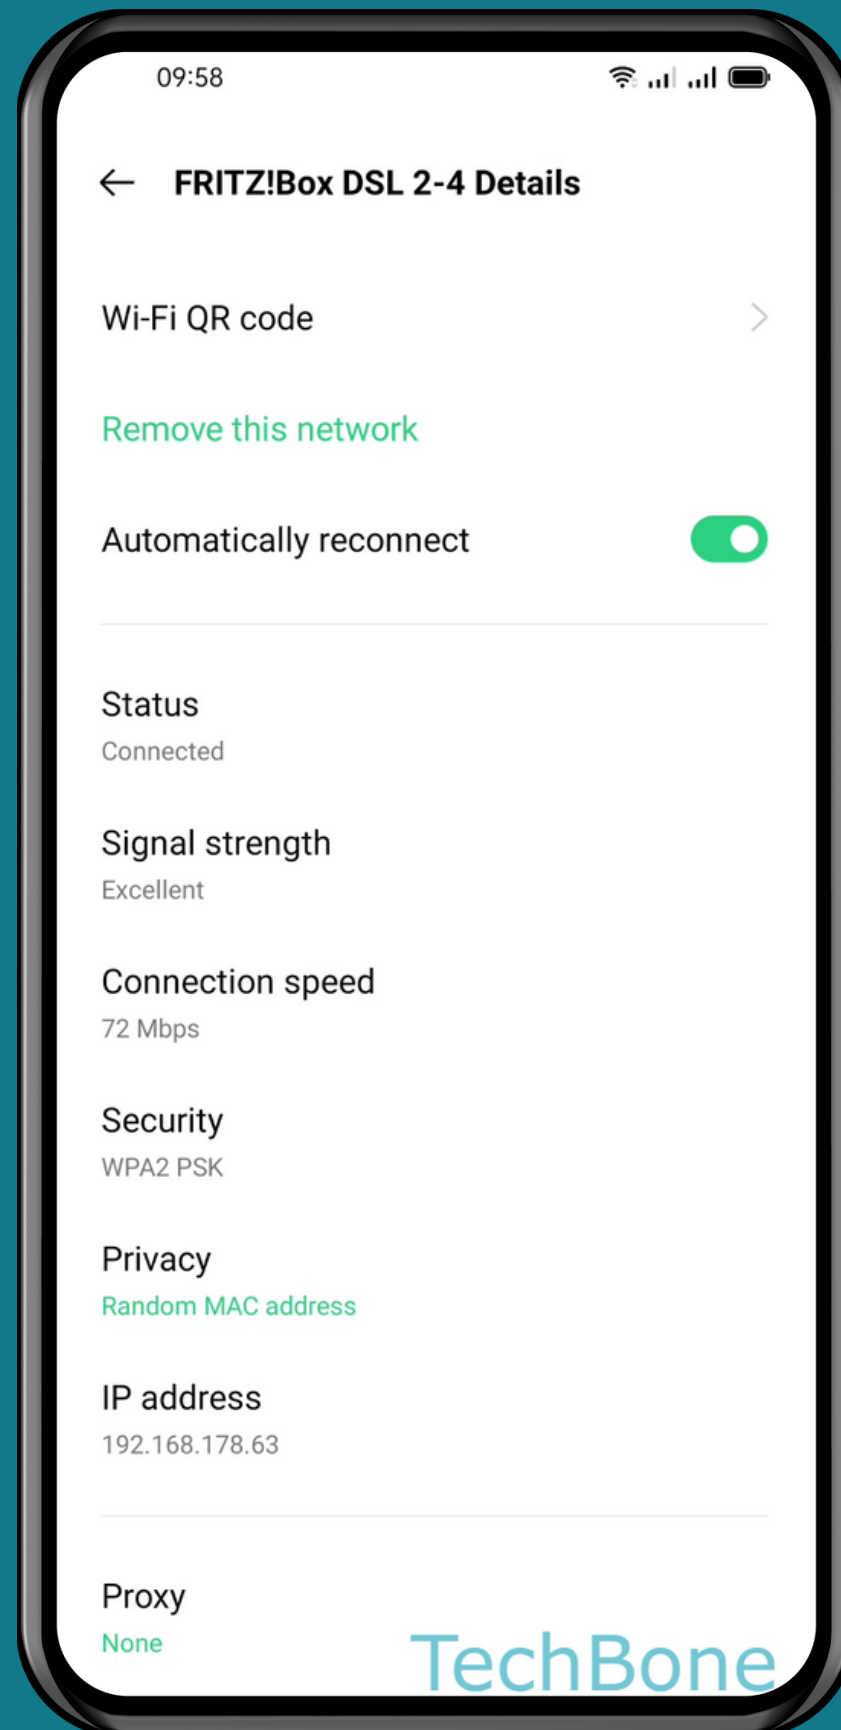 09:58
FRITZ!Box DSL 2-4 Details
Wi-Fi QR code
Remove this network
Automatically reconnect
Status
Connected
Signal strength
Excellent
Connection speed
72 Mbps
Security
WPA2 PSK
Privacy
Random MAC address
IP address
192.168.178.63
Proxy
None
TechBone